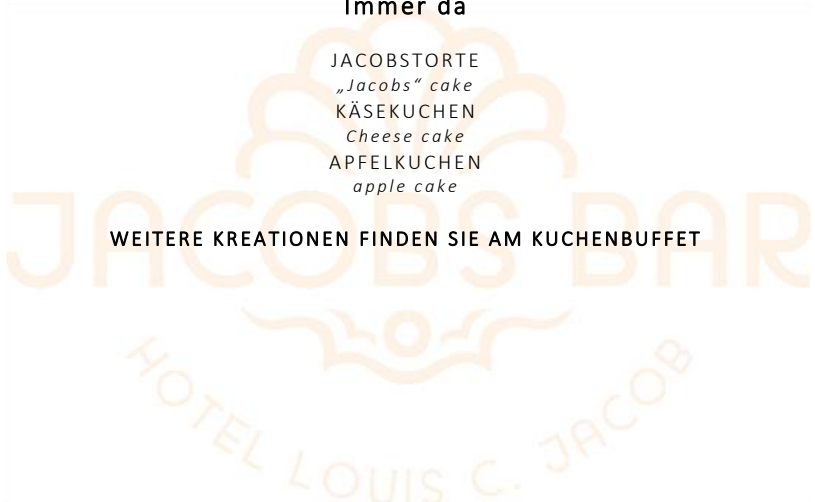 Immer da
JACOBSTORTE
„Jacobs“ cake
KÄSEKUCHEN
Cheese cake
APFELKUCHEN
apple cake
WEITERE KREATIONEN FINDEN SIE AM KUCHENBUFFET
JACOBS BAR
HOTEL LOUIS C. JACOB